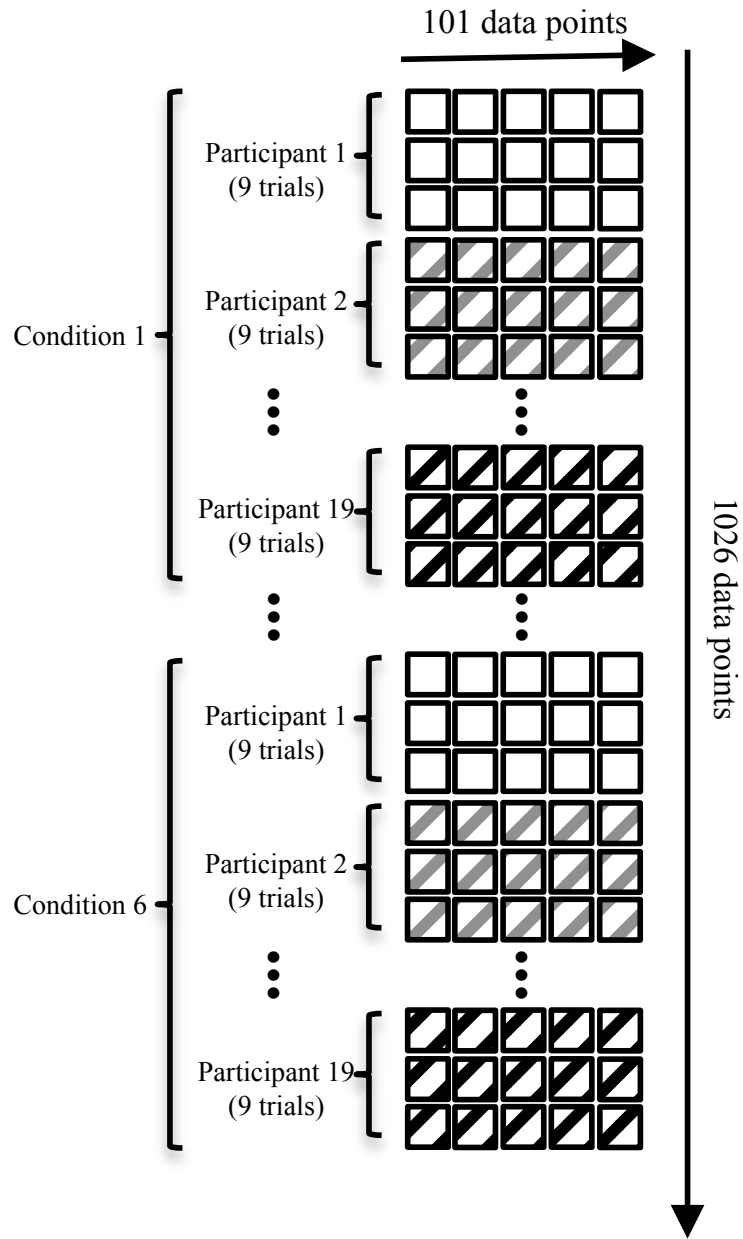 101 data points
Participant 1
(9 trials)
Participant 2
(9 trials)
Condition 1
Participant 19
(9 trials)
1026 data points
Participant 1
(9 trials)
Participant 2
(9 trials)
Condition 6
Participant 19
(9 trials)